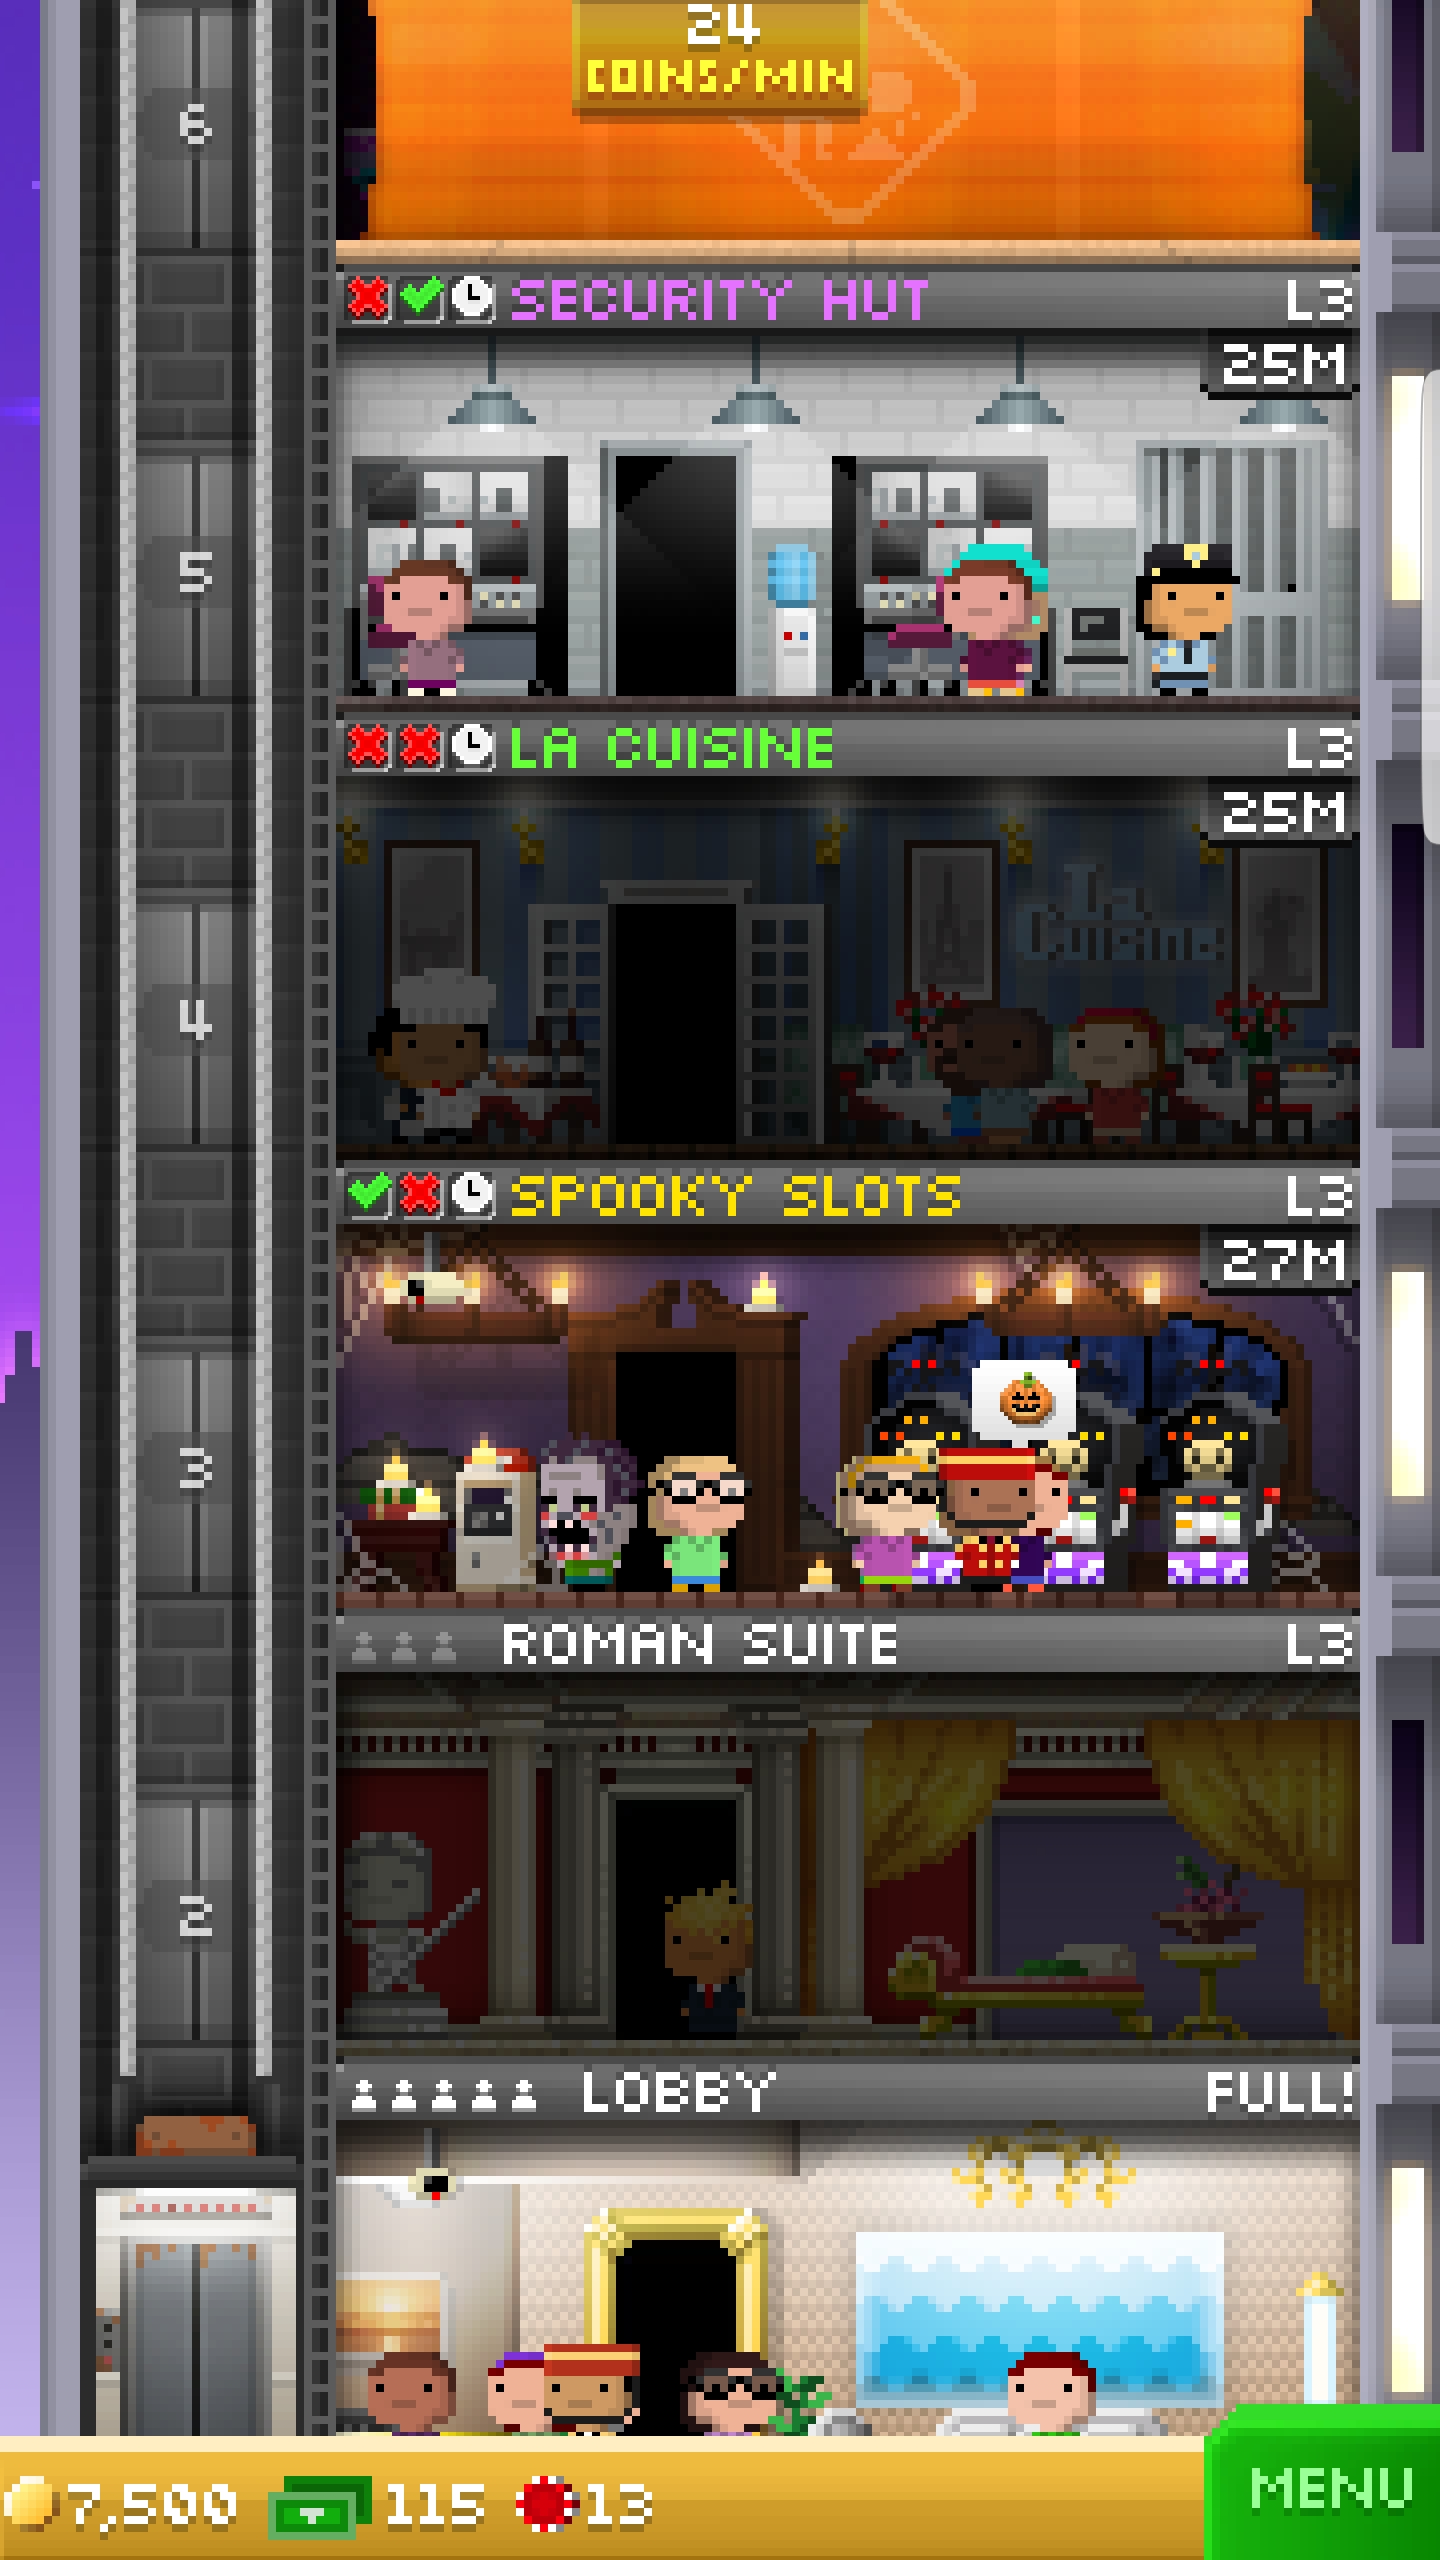 24
COINS/MIN
6
SECURITY HUT L3
25M
5
LA CUISINE L3
25M
La
Cuisine
4
SPOOKY SLOTS L3
27M
3
ROMAN SUITE L3
2
LOBBY FULL!
7,500 115 13
MENU